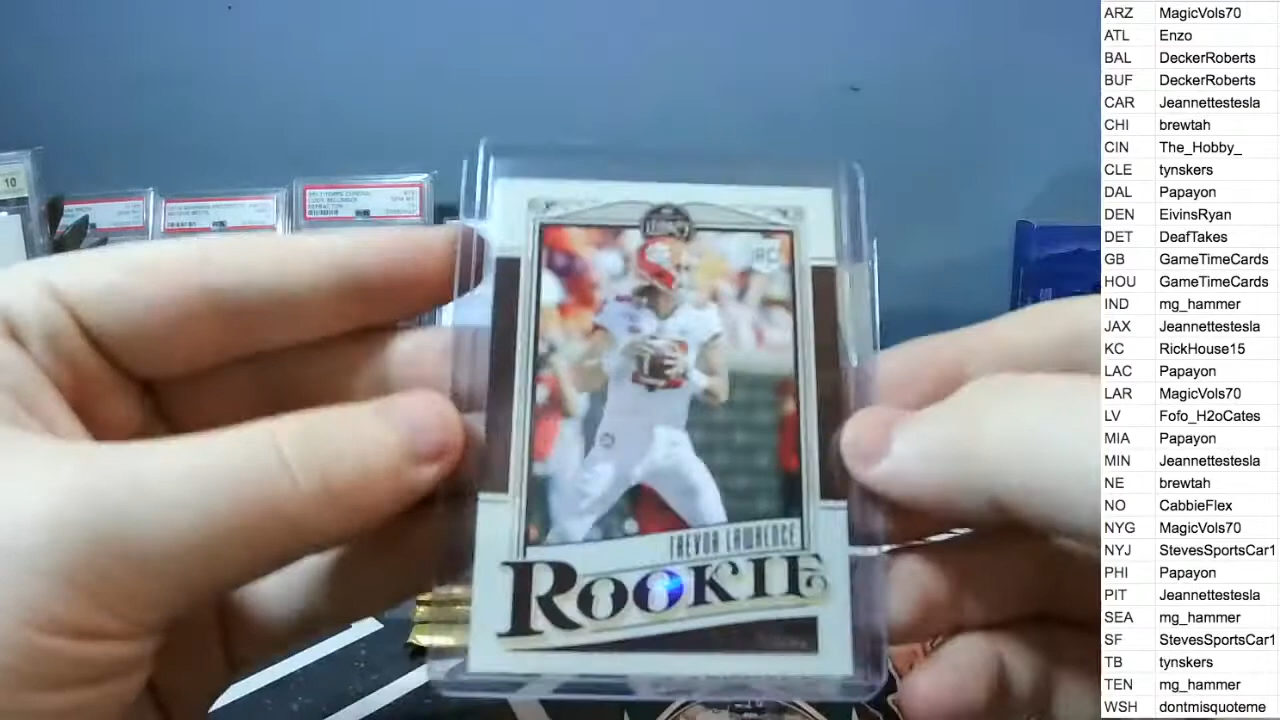 10
RC
TREVOR LAWRENCE
ROOKIE
ARZ MagicVols70
ATL Enzo
BAL DeckerRoberts
BUF DeckerRoberts
CAR Jeannettestesla
CHI brewtah
CIN The_Hobby_
CLE tynskers
DAL Papayon
DEN EivinsRyan
DET DeafTakes
GB GameTimeCards
HOU GameTimeCards
IND mg_hammer
JAX Jeannettestesla
KC RickHouse15
LAC Papayon
LAR MagicVols70
LV Fofo_H2oCates
MIA Papayon
MIN Jeannettestesla
NE brewtah
NO CabbieFlex
NYG MagicVols70
NYJ StevesSportsCar1
PHI Papayon
PIT Jeannettestesla
SEA mg_hammer
SF StevesSportsCar1
TB tynskers
TEN mg_hammer
WSH dontmisquoteme